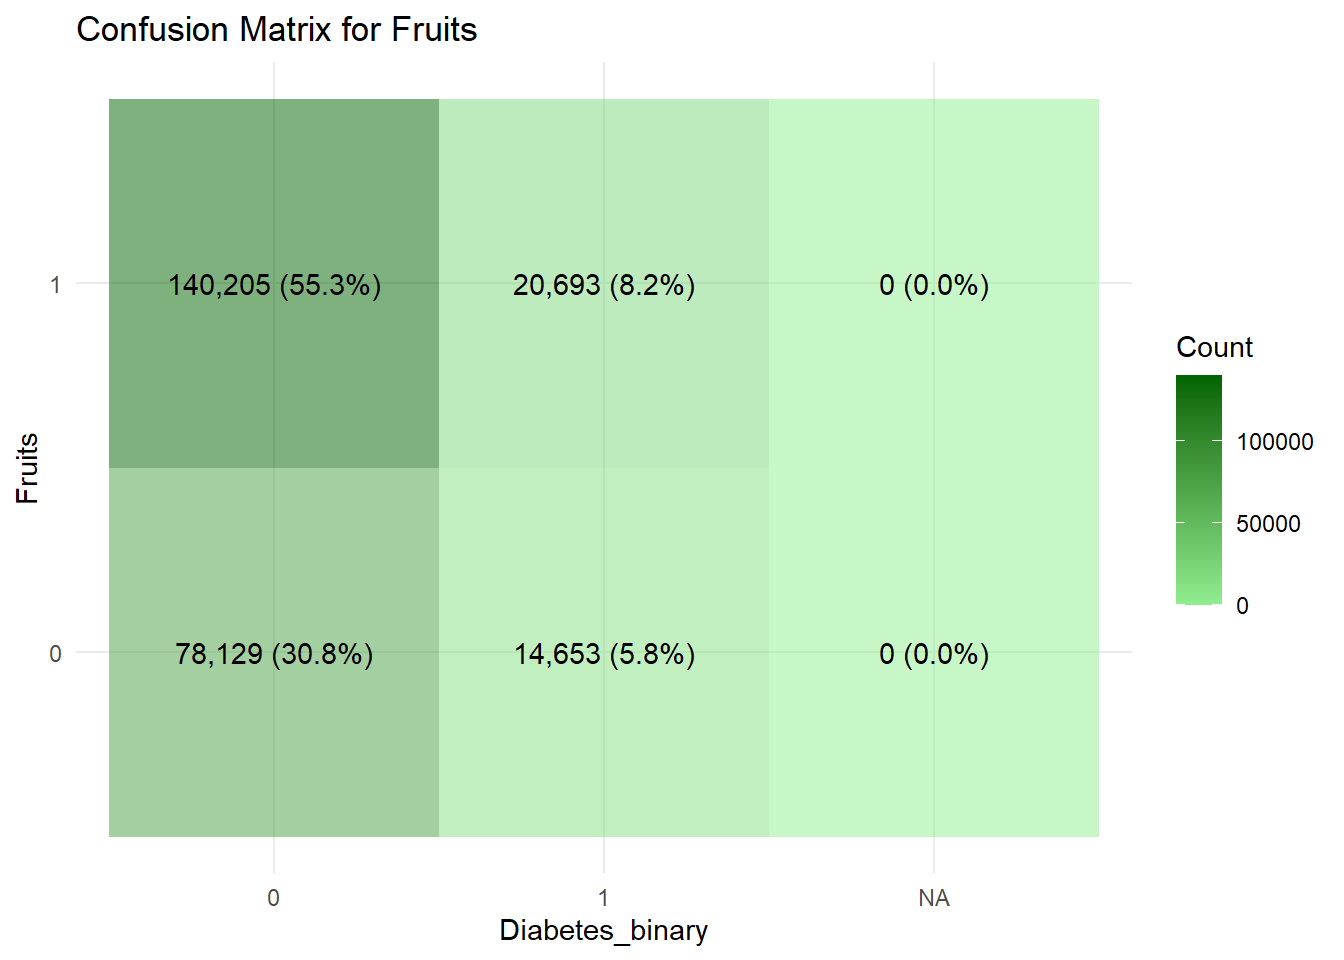 Confusion Matrix for Fruits
1
140,205 (55.3%)
20,693 (8.2%)
0 (0.0%)
0
78,129 (30.8%)
14,653 (5.8%)
0 (0.0%)
Fruits
0
1
NA
Diabetes_binary
Count
100000
50000
0